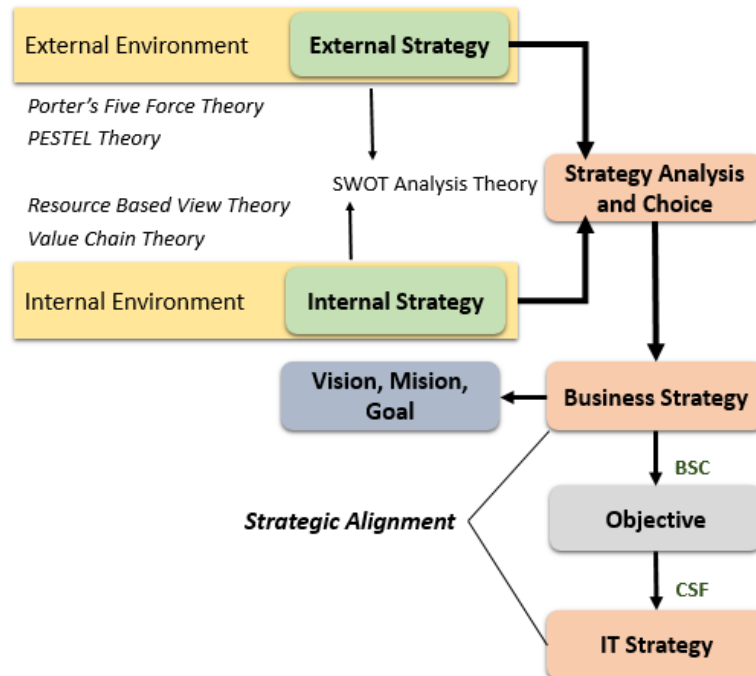 External Environment
External Strategy
Porter's Five Force Theory
PESTEL Theory
SWOT Analysis Theory
Strategy Analysis
and Choice
Resource Based View Theory
Value Chain Theory
Internal Environment
Internal Strategy
Vision, Mision,
Goal
Business Strategy
BSC
Strategic Alignment
Objective
CSF
IT Strategy